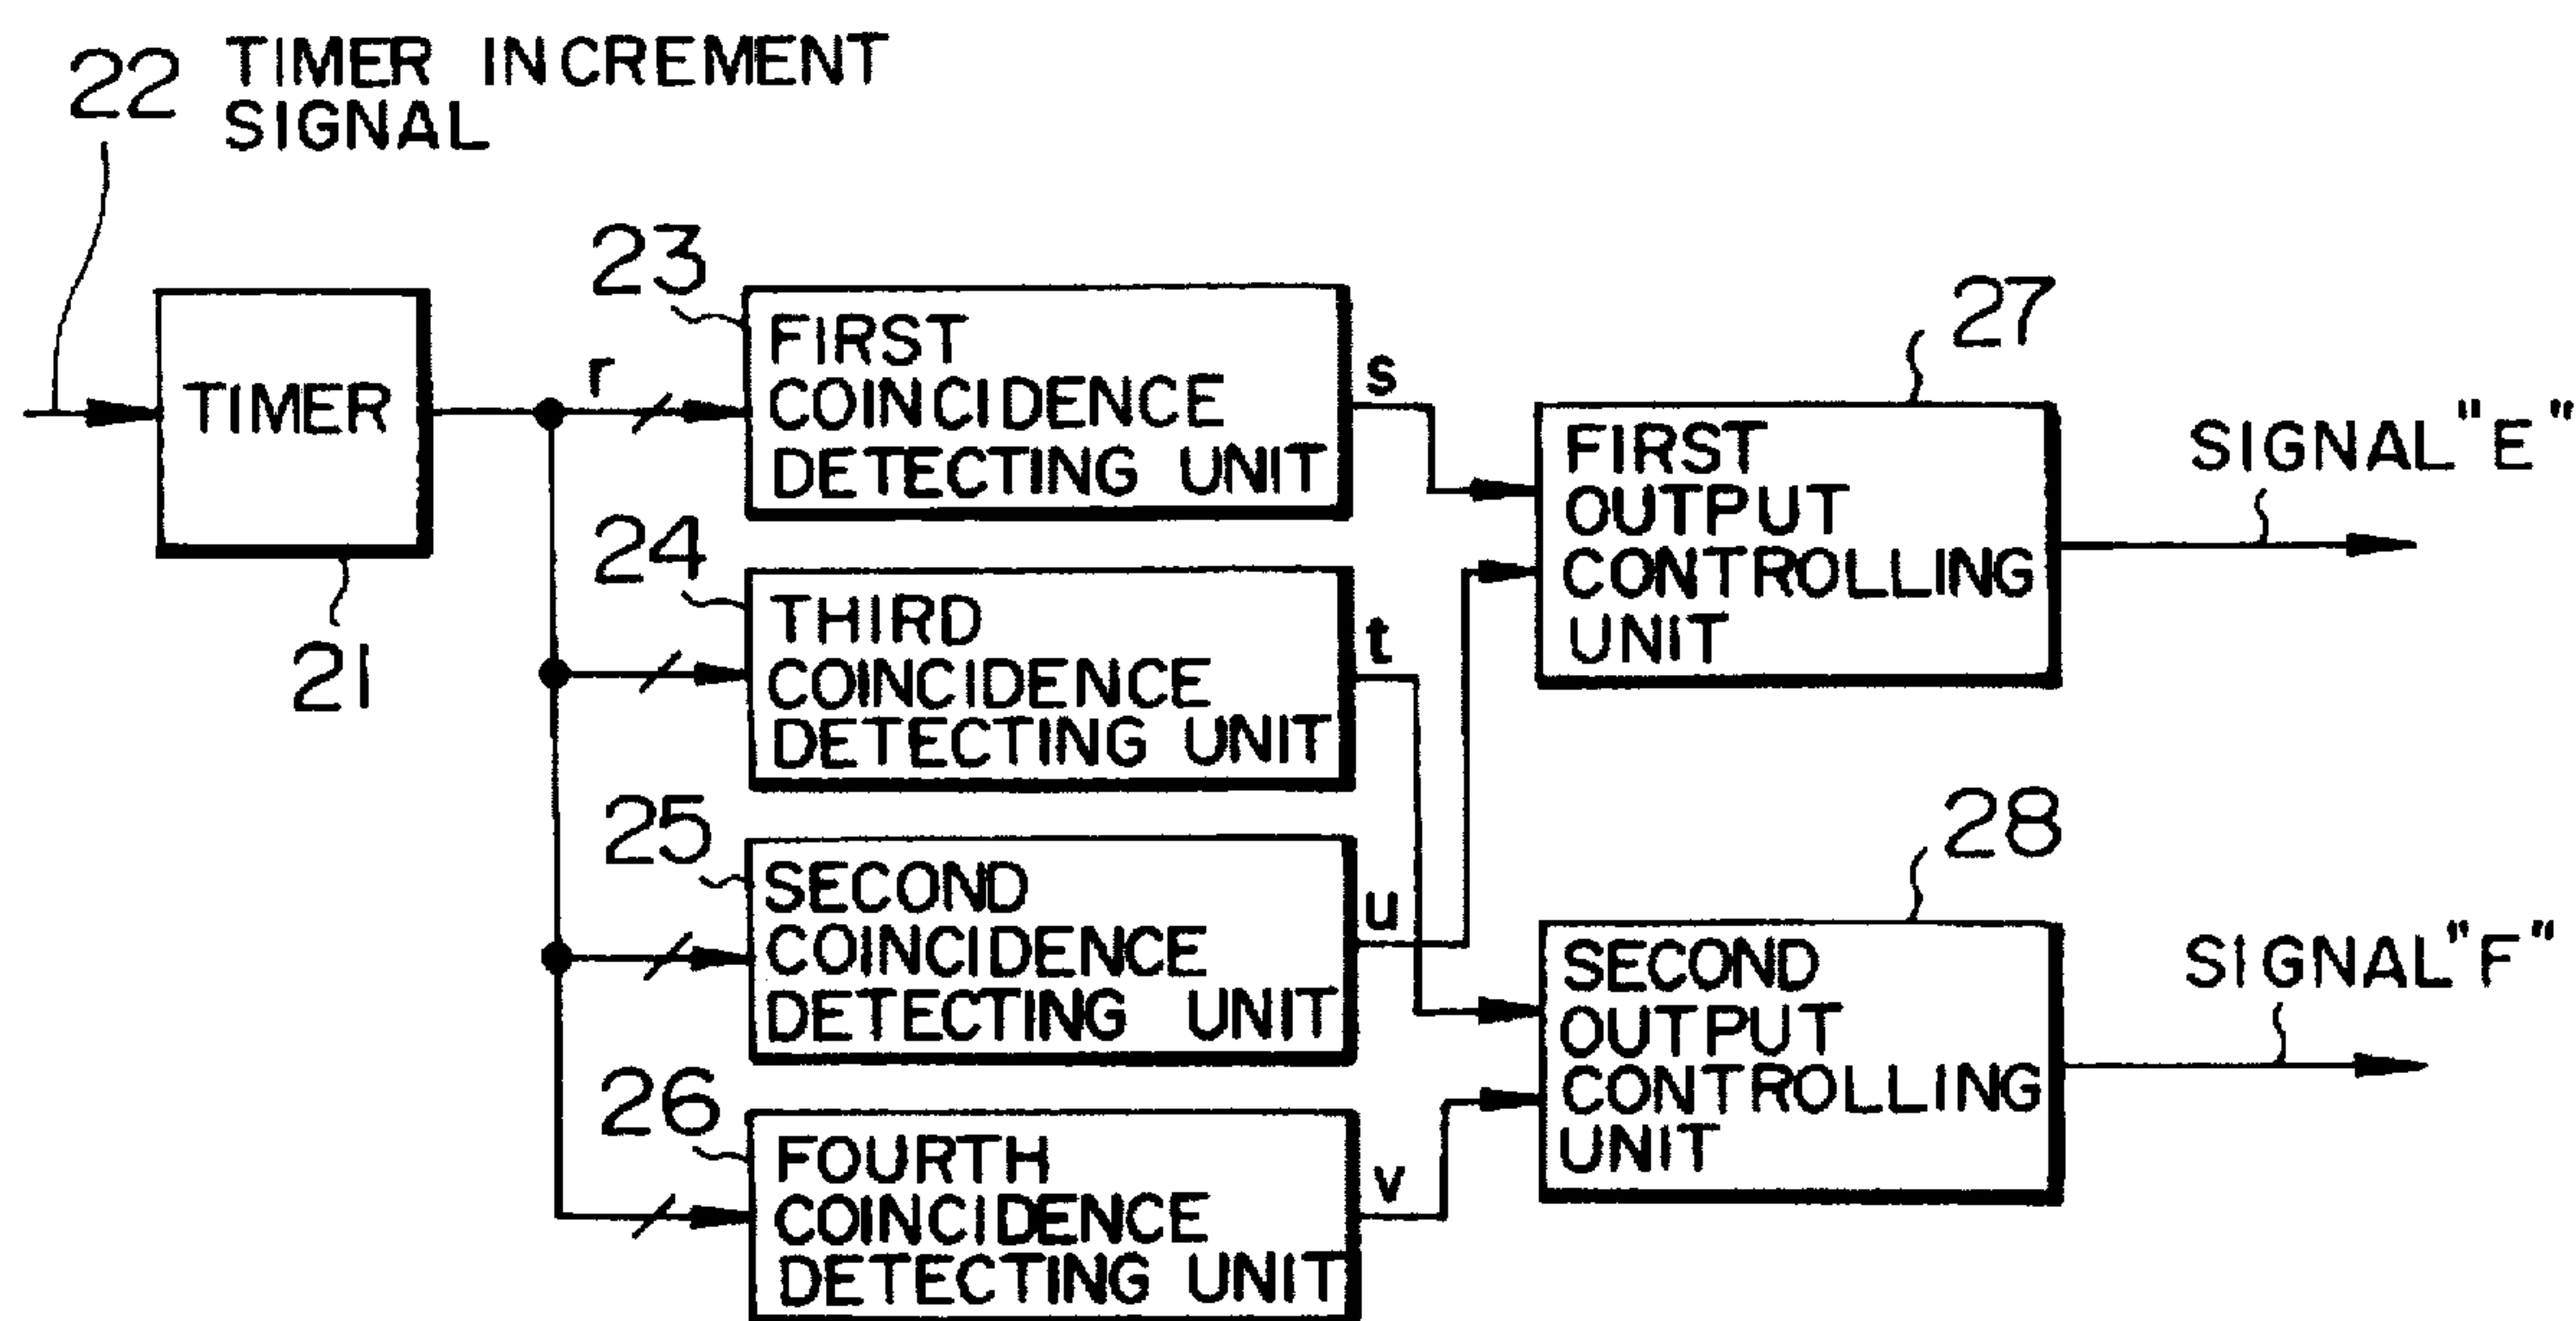 22
TIMER INCREMENT
SIGNAL
TIMER
21
r
23
FIRST
COINCIDENCE
DETECTING UNIT
s
24
THIRD
COINCIDENCE
DETECTING UNIT
t
25
SECOND
COINCIDENCE
DETECTING UNIT
u
26
FOURTH
COINCIDENCE
DETECTING UNIT
v
27
FIRST
OUTPUT
CONTROLLING
UNIT
SIGNAL "E"
28
SECOND
OUTPUT
CONTROLLING
UNIT
SIGNAL "F"